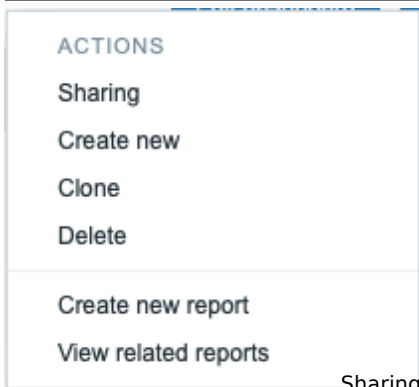 ACTIONS
Sharing
Create new
Clone
Delete
Create new report
View related reports
Sharing